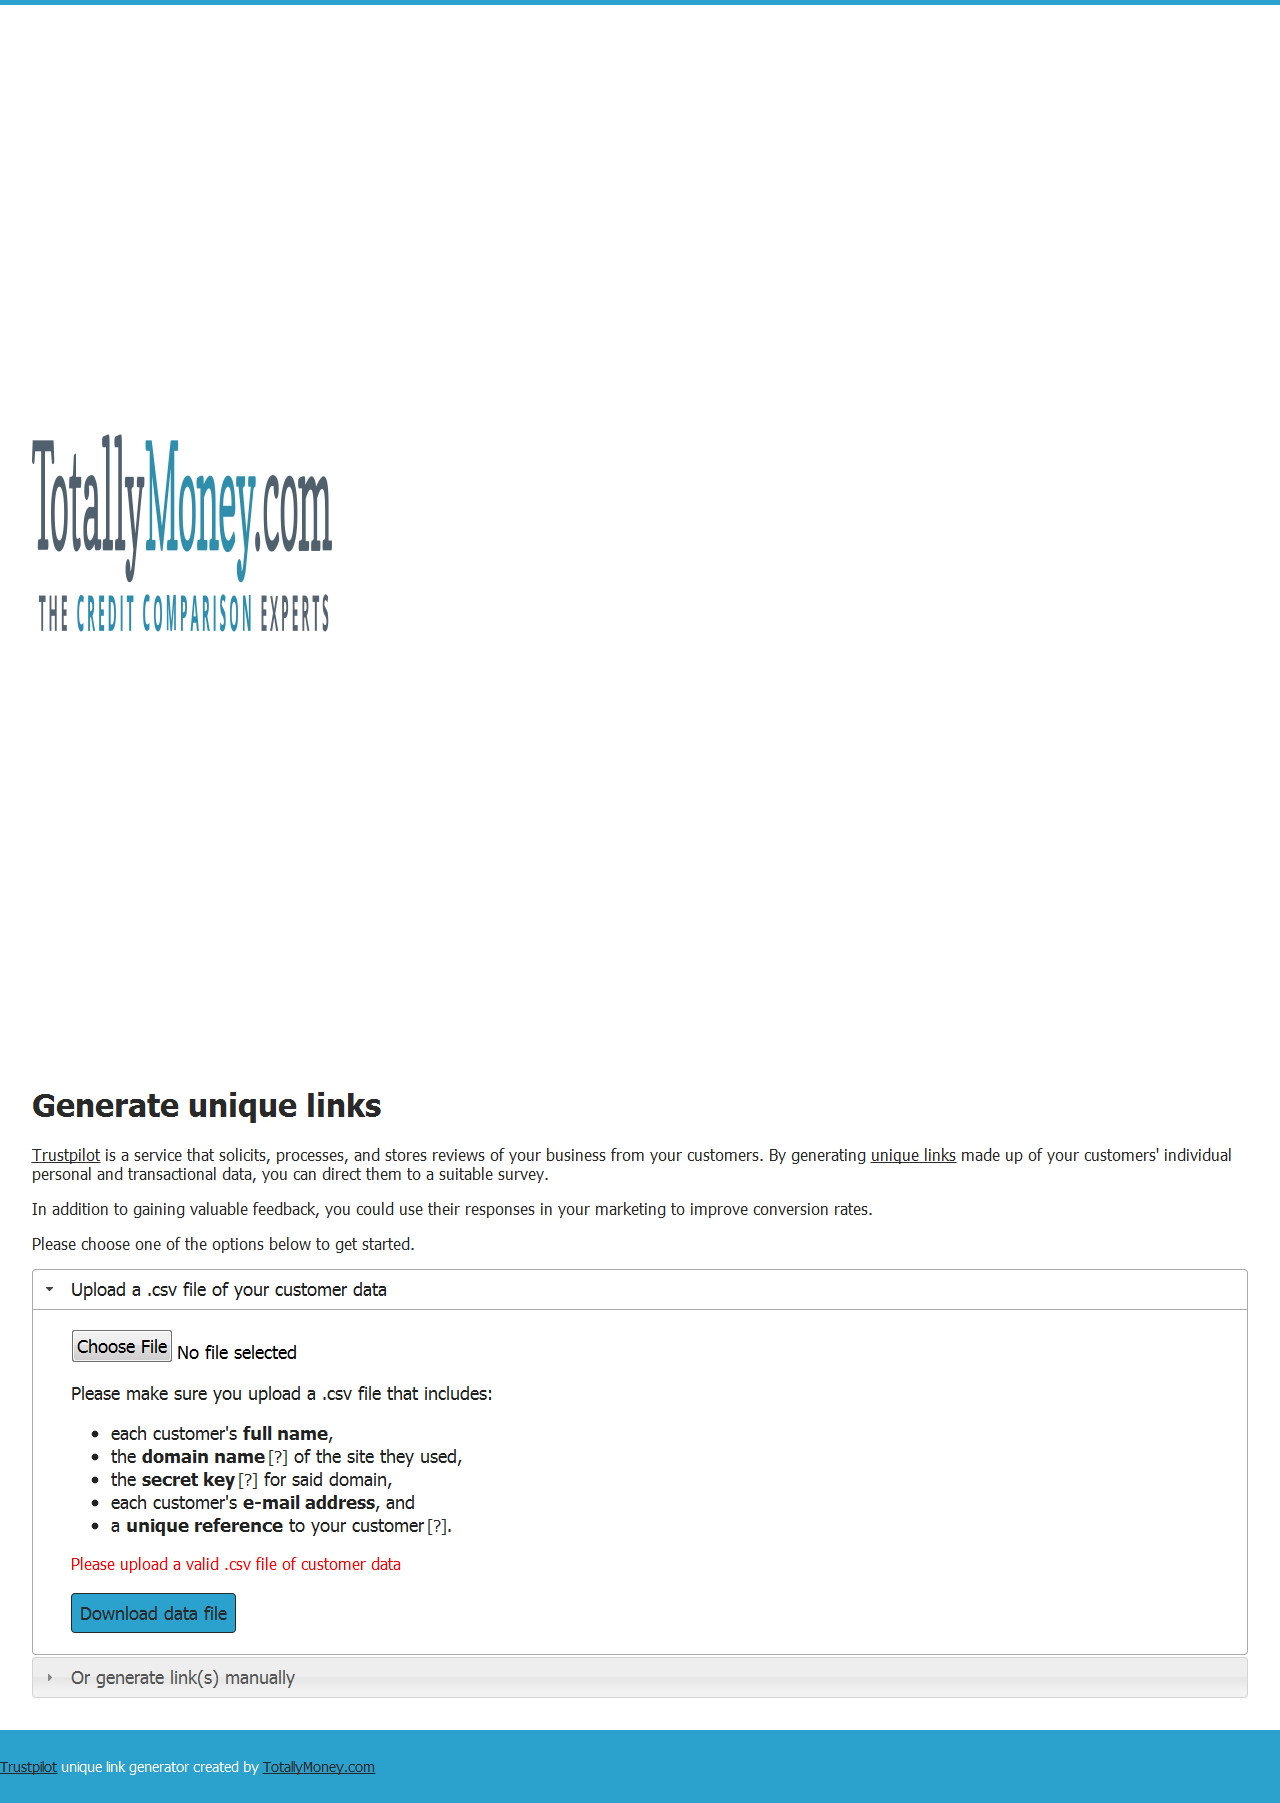 TotallyMoney.com
THE CREDIT COMPARISON EXPERTS
Generate unique links
Trustpilot is a service that solicits, processes, and stores reviews of your business from your customers. By generating unique links made up of your customers' individual
personal and transactional data, you can direct them to a suitable survey.
In addition to gaining valuable feedback, you could use their responses in your marketing to improve conversion rates.
Please choose one of the options below to get started.
Upload a .csv file of your customer data
Choose File No file selected
Please make sure you upload a .csv file that includes:
• each customer's full name,
• the domain name[?] of the site they used,
• the secret key[?] for said domain,
• each customer's e-mail address, and
• a unique reference to your customer[?].
Please upload a valid .csv file of customer data
Download data file
Or generate link(s) manually
Trustpilot unique link generator created by TotallyMoney.com